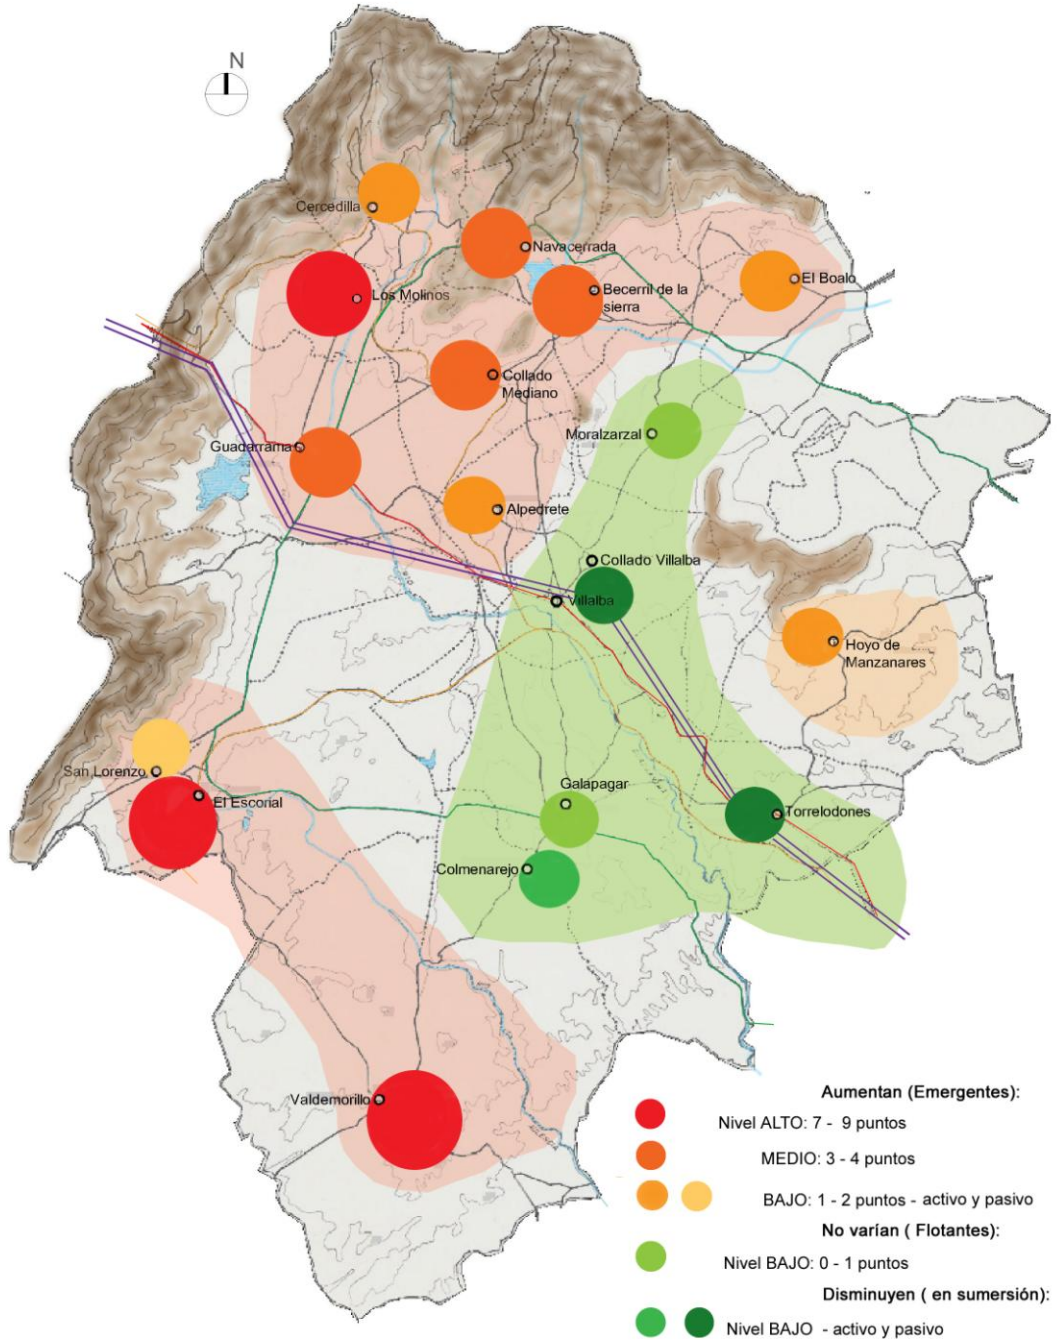 N
Cercedilla
Navacerrada
El Boalo
Los Molinos
Becerril de la
sierra
Collado
Mediano
Moralzarzal
Guadarrama
Alpedrete
Collado Villalba
Villalba
Hoyo de
Manzanares
San Lorenzo
El Escorial
Galapagar
Torrelodones
Colmenarejo
Valdemorillo
Aumentan (Emergentes):
Nivel ALTO: 7 - 9 puntos
MEDIO: 3 - 4 puntos
BAJO: 1 - 2 puntos - activo y pasivo
No varían ( Flotantes):
Nivel BAJO: 0 - 1 puntos
Disminuyen ( en sumersión):
Nivel BAJO - activo y pasivo